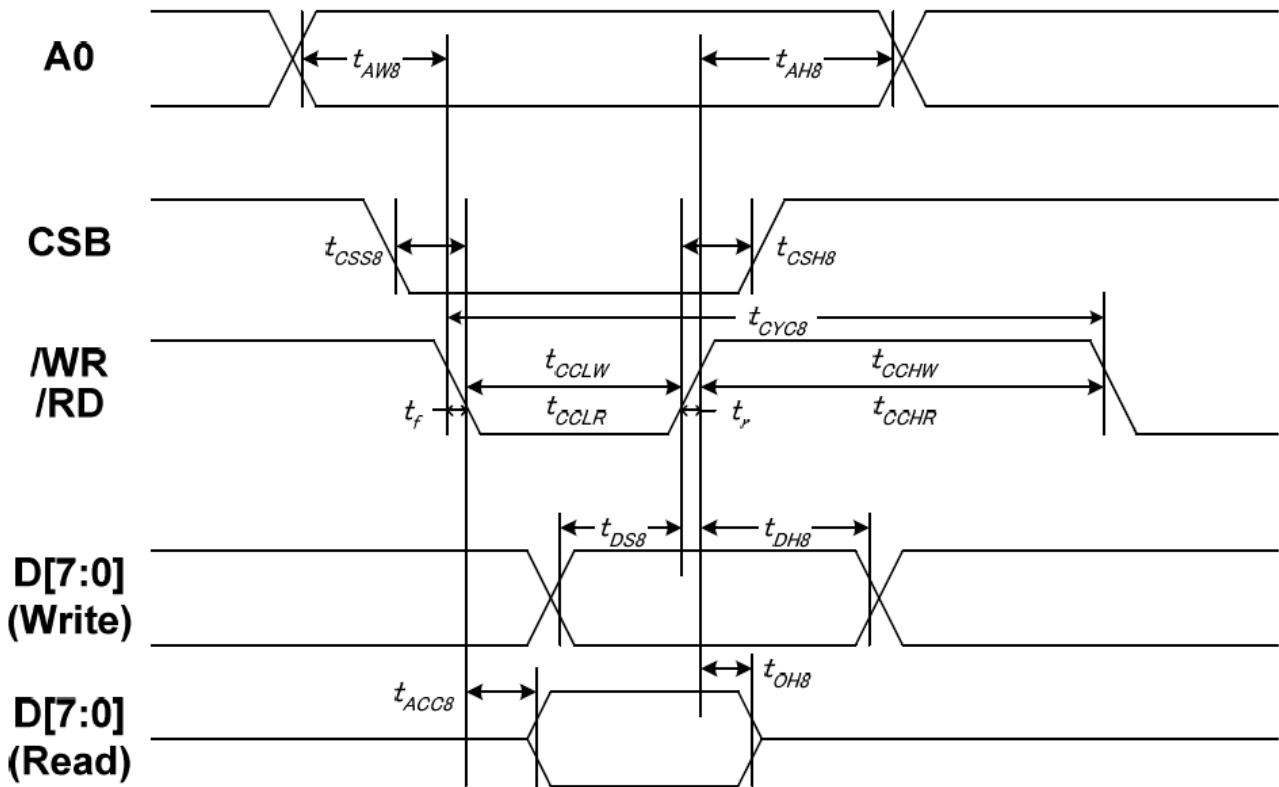 A0
tAW8
tAH8
CSB
tCSS8
tCSH8
tCYC8
/WR
/RD
tCCLW
tCCHW
tf
tCCLR
tr
tCCHR
tDS8
tDH8
D[7:0]
(Write)
tACC8
tOH8
D[7:0]
(Read)